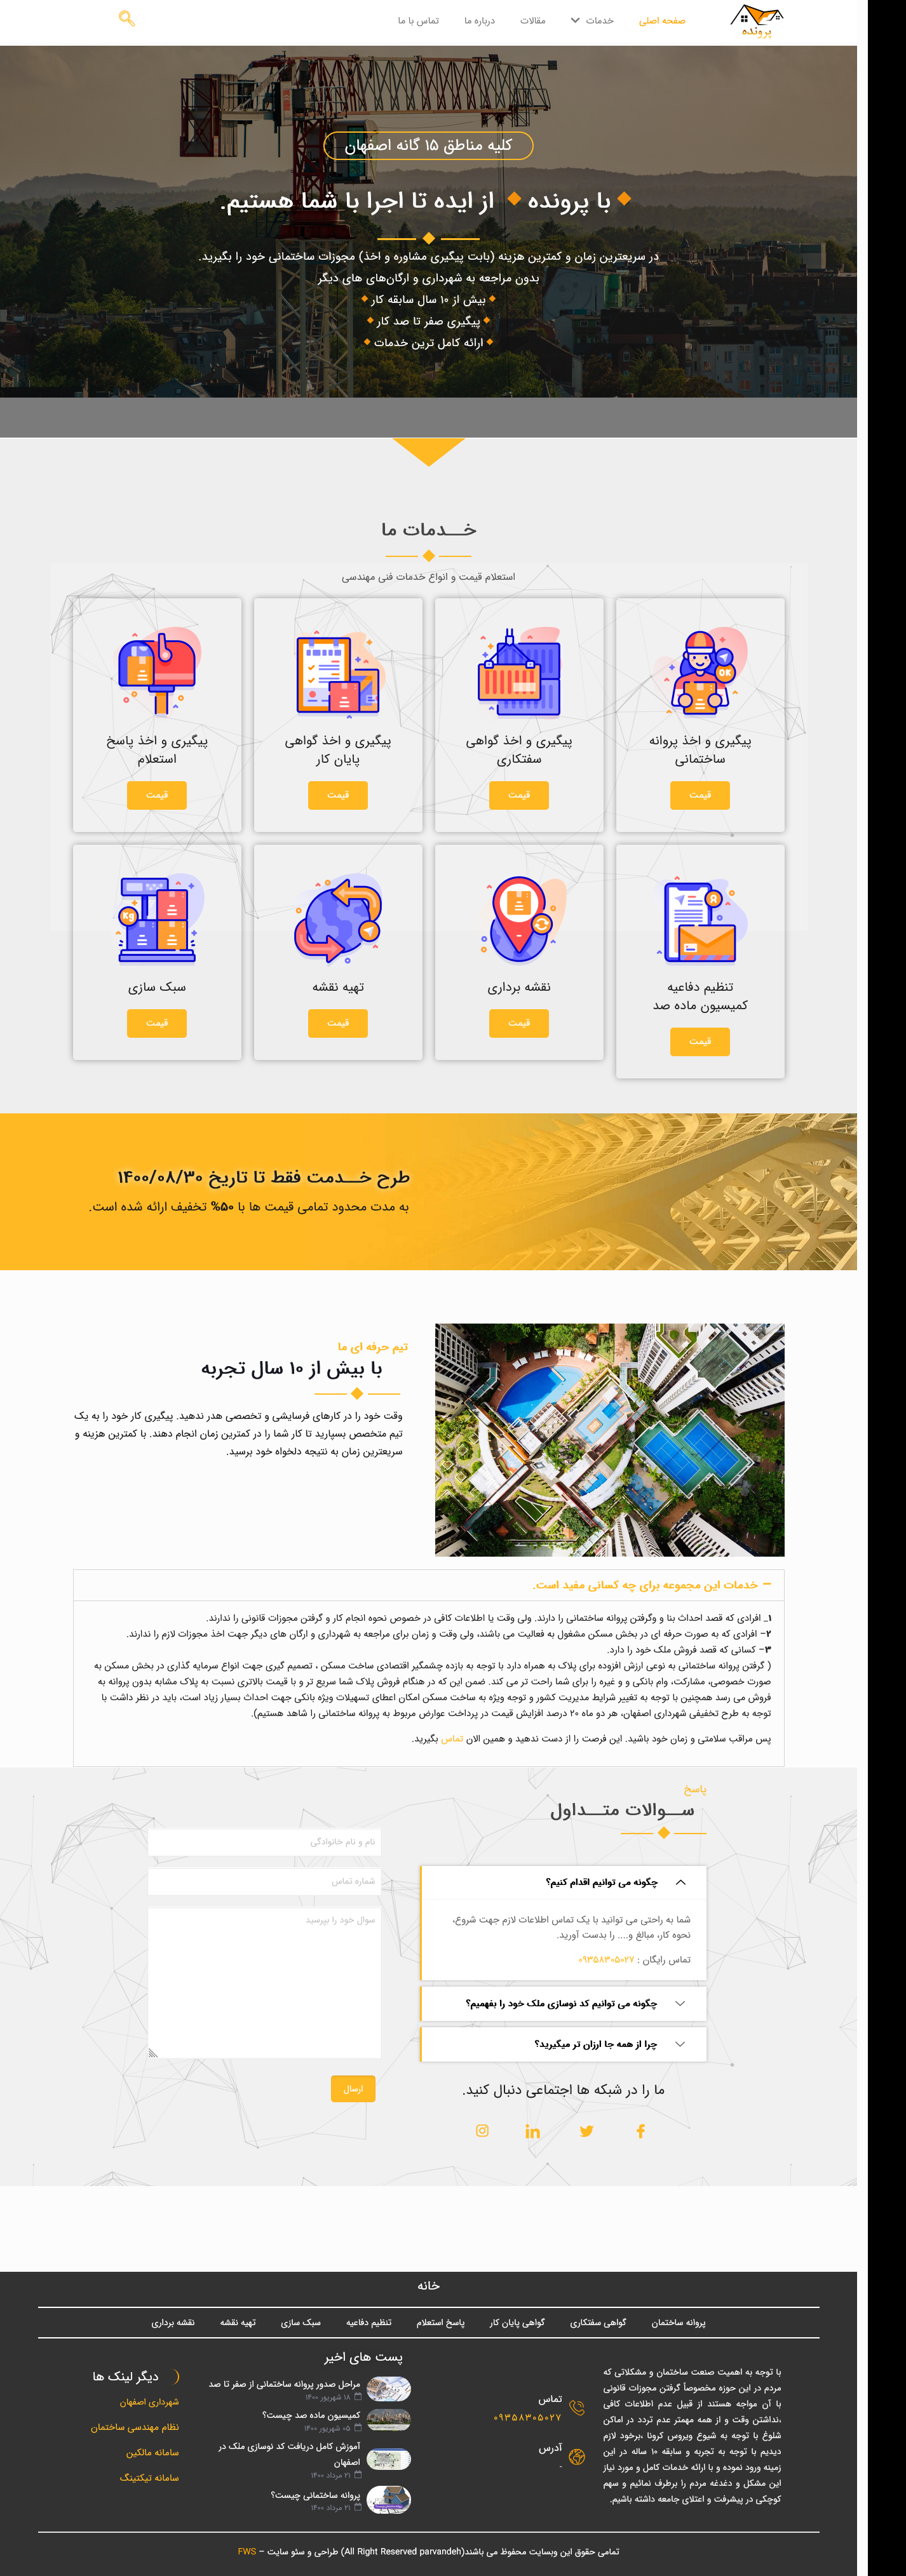 پرونده
صفحه اصلی
خدمات
مقالات
درباره ما
تماس با ما
کلیه مناطق 15 گانه اصفهان
با پرونده از ایده تا اجرا با شما هستیم.
در سریعترین زمان و کمترین هزینه (بابت پیگیری مشاوره و اخذ) مجوزات ساختمانی خود را بگیرید.
بدون مراجعه به شهرداری و ارگان‌های های دیگر
بیش از 10 سال سابقه کار
پیگیری صفر تا صد کار
ارائه کامل ترین خدمات
خـــدمات ما
استعلام قیمت و انواع خدمات فنی مهندسی
OK
پیگیری و اخذ پروانه
ساختمانی
قیمت
پیگیری و اخذ گواهی
سفتکاری
قیمت
پیگیری و اخذ گواهی
پایان کار
قیمت
پیگیری و اخذ پاسخ
استعلام
قیمت
تنظیم دفاعیه
کمیسیون ماده صد
قیمت
نقشه برداری
قیمت
تهیه نقشه
قیمت
Kg
سبک سازی
قیمت
طرح خـــدمت فقط تا تاریخ 1400/08/30
به مدت محدود تمامی قیمت ها با 50% تخفیف ارائه شده است.
تیم حرفه ای ما
با بیش از 10 سال تجربه
وقت خود را در کارهای فرسایشی و تخصصی هدر ندهید. پیگیری کار خود را به یک
تیم متخصص بسپارید تا کار شما را در کمترین زمان انجام دهند. با کمترین هزینه و
سریعترین زمان به نتیجه دلخواه خود برسید.
خدمات این مجموعه برای چه کسانی مفید است.
1_ افرادی که قصد احداث بنا و وگرفتن پروانه ساختمانی را دارند. ولی وقت یا اطلاعات کافی در خصوص نحوه انجام کار و گرفتن مجوزات قانونی را ندارند.
2– افرادی که به صورت حرفه ای در بخش مسکن مشغول به فعالیت می باشند، ولی وقت و زمان برای مراجعه به شهرداری و ارگان های دیگر جهت اخذ مجوزات لازم را ندارند.
3– کسانی که قصد فروش ملک خود را دارد.
( گرفتن پروانه ساختمانی به نوعی ارزش افزوده برای پلاک به همراه دارد با توجه به بازده چشمگیر اقتصادی ساخت مسکن ، تصمیم گیری جهت انواع سرمایه گذاری در بخش مسکن به
صورت خصوصی، مشارکت، وام بانکی و و غیره را برای شما راحت تر می کند. ضمن این که در هنگام فروش پلاک شما سریع تر و با قیمت بالاتری نسبت به پلاک مشابه بدون پروانه به
فروش می رسد همچنین با توجه به تغییر شرایط مدیریت کشور و توجه ویژه به ساخت مسکن امکان اعطای تسهیلات ویژه بانکی جهت احداث بسیار زیاد است، باید در نظر داشت با
توجه به طرح تخفیفی شهرداری اصفهان، هر دو ماه 20 درصد افزایش قیمت در پرداخت عوارض مربوط به پروانه ساختمانی را شاهد هستیم).
پس مراقب سلامتی و زمان خود باشید. این فرصت را از دست ندهید و همین الان تماس بگیرید.
پاسخ
ســـوالات متـــداول
چگونه می توانیم اقدام کنیم؟
شما به راحتی می توانید با یک تماس اطلاعات لازم جهت شروع،
نحوه کار، مبالغ و.... را بدست آورید.
تماس رایگان : 09358305027
چگونه می توانیم کد نوسازی ملک خود را بفهمیم؟
چرا از همه جا ارزان تر میگیرید؟
ما را در شبکه ها اجتماعی دنبال کنید.
نام و نام خانوادگی
شماره تماس
سوال خود را بپرسید
ارسال
خانه
پروانه ساختمان
گواهی سفتکاری
گواهی پایان کار
پاسخ استعلام
تنظیم دفاعیه
سبک سازی
تهیه نقشه
نقشه برداری
با توجه به اهمیت صنعت ساختمان و مشکلاتی که
مردم در این حوزه مخصوصاً گرفتن مجوزات قانونی
با آن مواجه هستند از قبیل عدم اطلاعات کافی
،نداشتن وقت و از همه مهمتر عدم تردد در اماکن
شلوغ با توجه به شیوع ویروس کرونا ،برخود لازم
دیدیم با توجه به تجربه و سابقه 10 ساله در این
زمینه ورود نموده و با ارائه خدمات کامل و مورد نیاز
این مشکل و دغدغه مردم را برطرف نمائیم و سهم
کوچکی در پیشرفت و اعتلای جامعه داشته باشیم.
تماس
09358305027
آدرس
-
پست های اخیر
مراحل صدور پروانه ساختمانی از صفر تا صد
18 شهریور 1400
کمیسیون ماده صد چیست؟
05 شهریور 1400
آموزش کامل دریافت کد نوسازی ملک در
اصفهان
21 مرداد 1400
پروانه ساختمانی چیست؟
21 مرداد 1400
دیگر لینک ها
شهرداری اصفهان
نظام مهندسی ساختمان
سامانه مالکین
سامانه تیکتینگ
تمامی حقوق این وبسایت محفوظ می باشند(All Right Reserved parvandeh) طراحی و سئو سایت – FWS